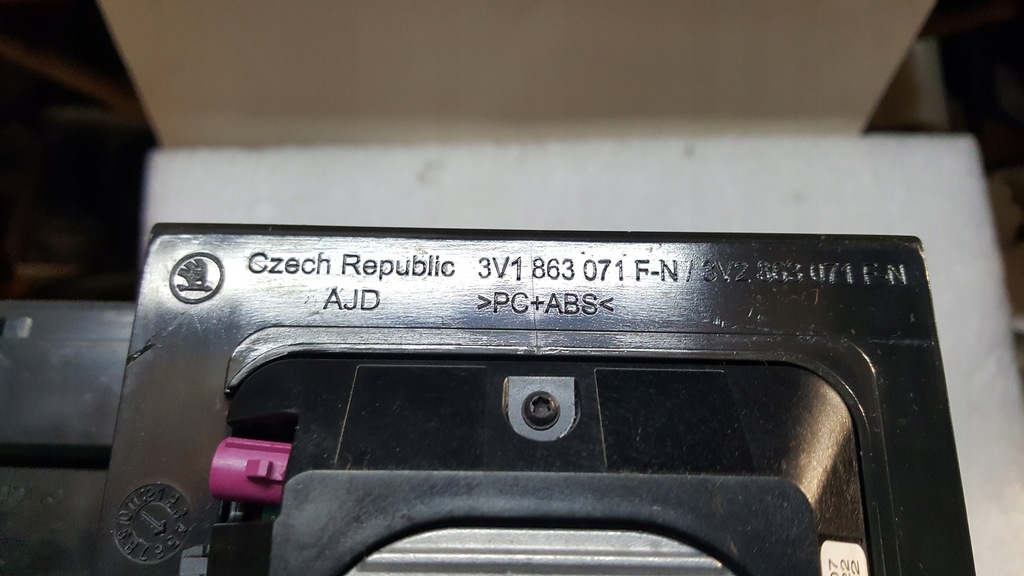 Czech Republic 3V1 863 071 F-N / 3V2 863 071 F-N
AJD >PC+ABS<